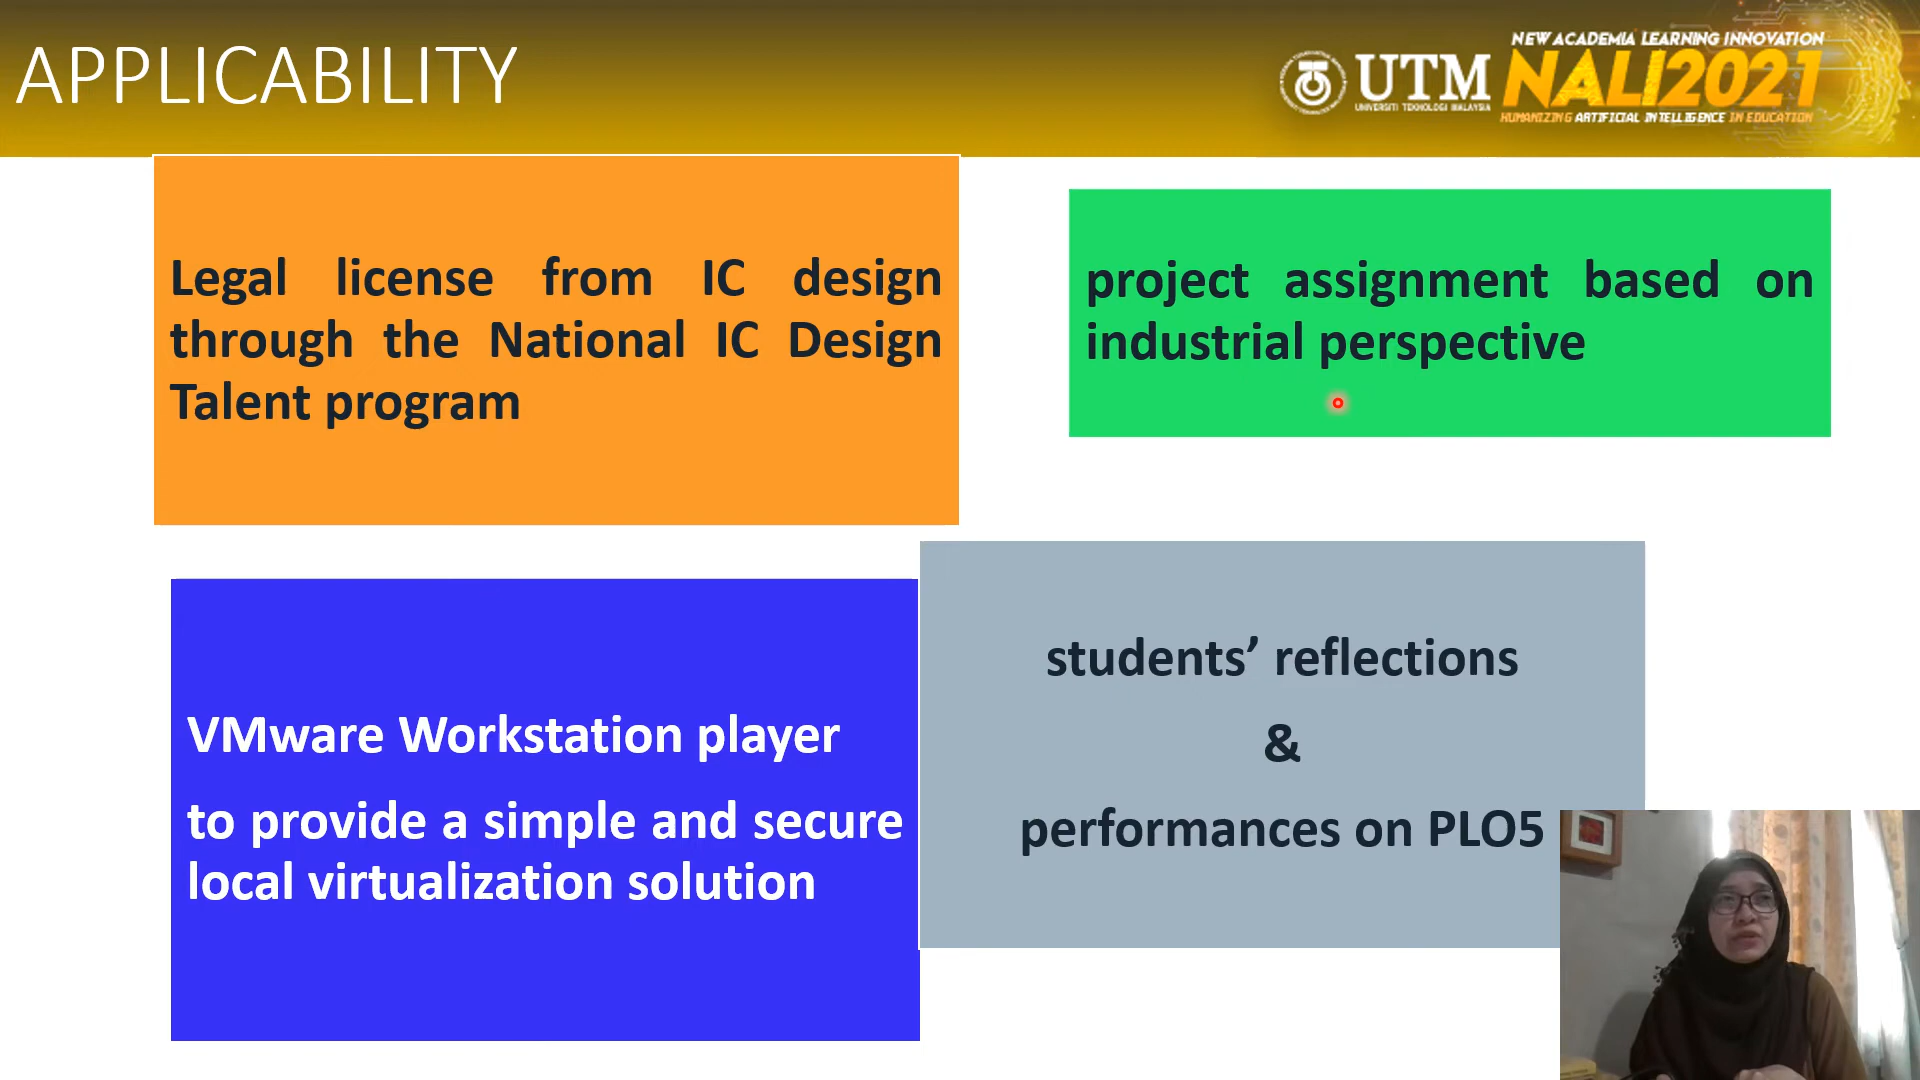 APPLICABILITY
UTM
UNIVERSITI TEKNOLOGI MALAYSIA
NEW ACADEMIA LEARNING INNOVATION
NALI2021
HUMANIZING ARTIFICIAL INTELLIGENCE IN EDUCATION
Legal license from IC design
through the National IC Design
Talent program
project assignment based on
industrial perspective
VMware Workstation player
to provide a simple and secure
local virtualization solution
students’ reflections
&
performances on PLO5